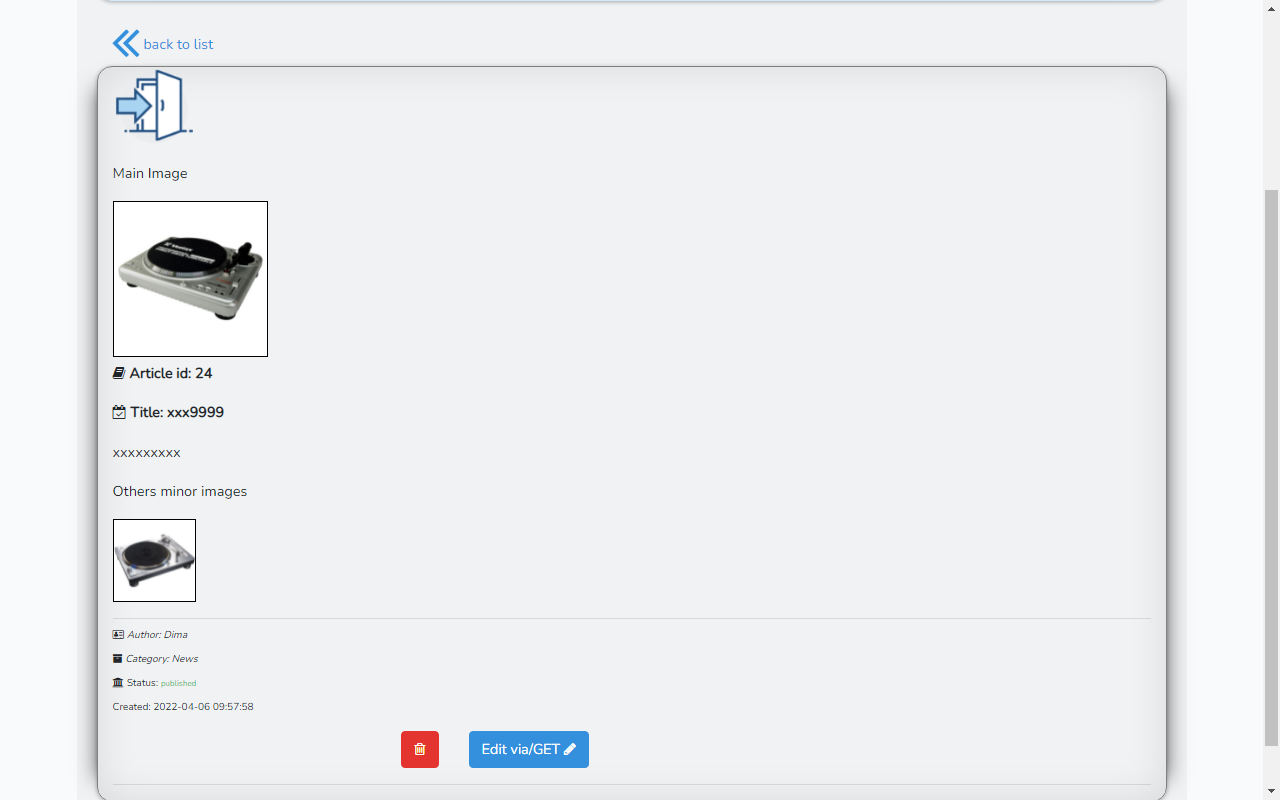 back to list
Main Image
Article id: 24
Title: xxx9999
xxxxxxxxx
Others minor images
Author: Dima
Category: News
Status: published
Created: 2022-04-06 09:57:58
Edit via/GET